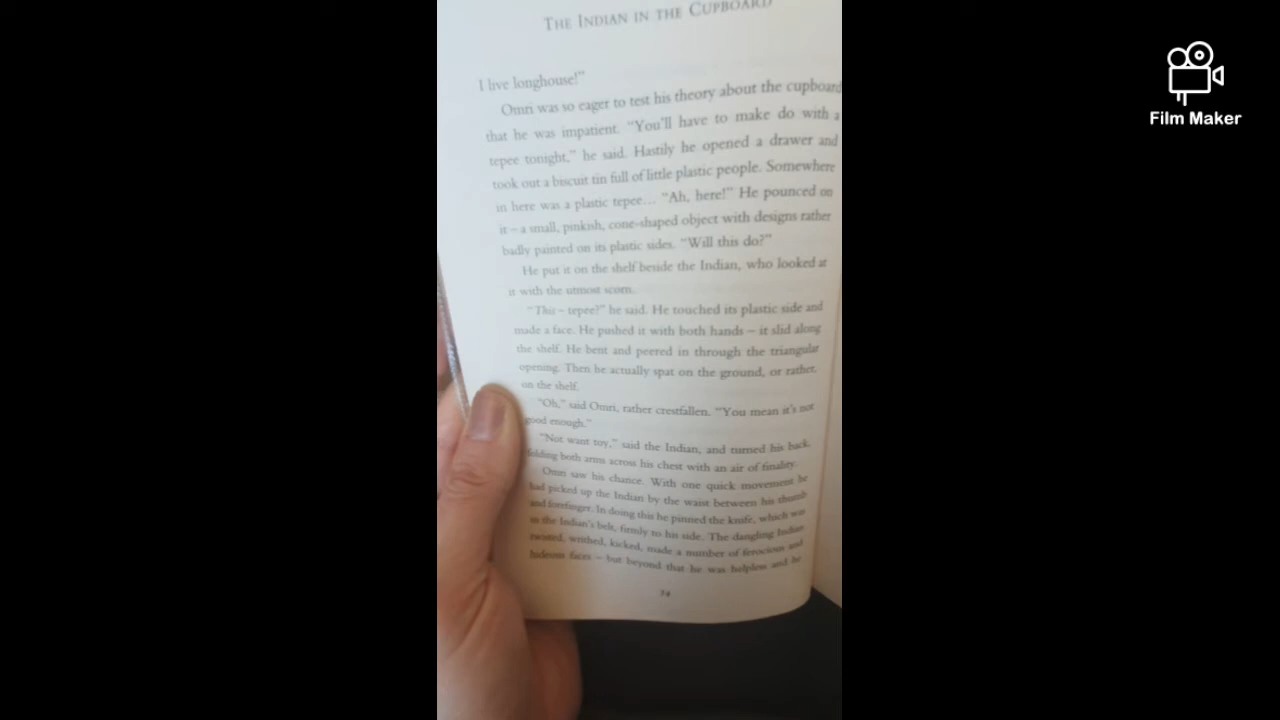 THE INDIAN IN THE CUPBOARD
I live longhouse!”
Omri was so eager to test his theory about the cupboard
that he was impatient. “You’ll have to make do with a
tepee tonight,” he said. Hastily he opened a drawer and
took out a biscuit tin full of little plastic people. Somewhere
in here was a plastic tepee... “Ah, here!” He pounced on
it – a small, pinkish, cone-shaped object with designs rather
badly painted on its plastic sides. “Will this do?”
He put it on the shelf beside the Indian, who looked at
it with the utmost scorn.
“This – tepee?” he said. He touched its plastic side and
made a face. He pushed it with both hands – it slid along
the shelf. He bent and peered in through the triangular
opening. Then he actually spat on the ground, or rather,
on the shelf.
“Oh,” said Omri, rather crestfallen. “You mean it’s not
good enough.”
“Not want toy,” said the Indian, and turned his back,
folding both arms across his chest with an air of finality.
Omri saw his chance. With one quick movement he
had picked up the Indian by the waist between his thumb
and forefinger. In doing this he pinned the knife, which was
in the Indian’s belt, firmly to his side. The dangling Indian
twisted, writhed, kicked, made a number of ferocious and
hideous faces – but beyond that he was helpless and he
Film Maker